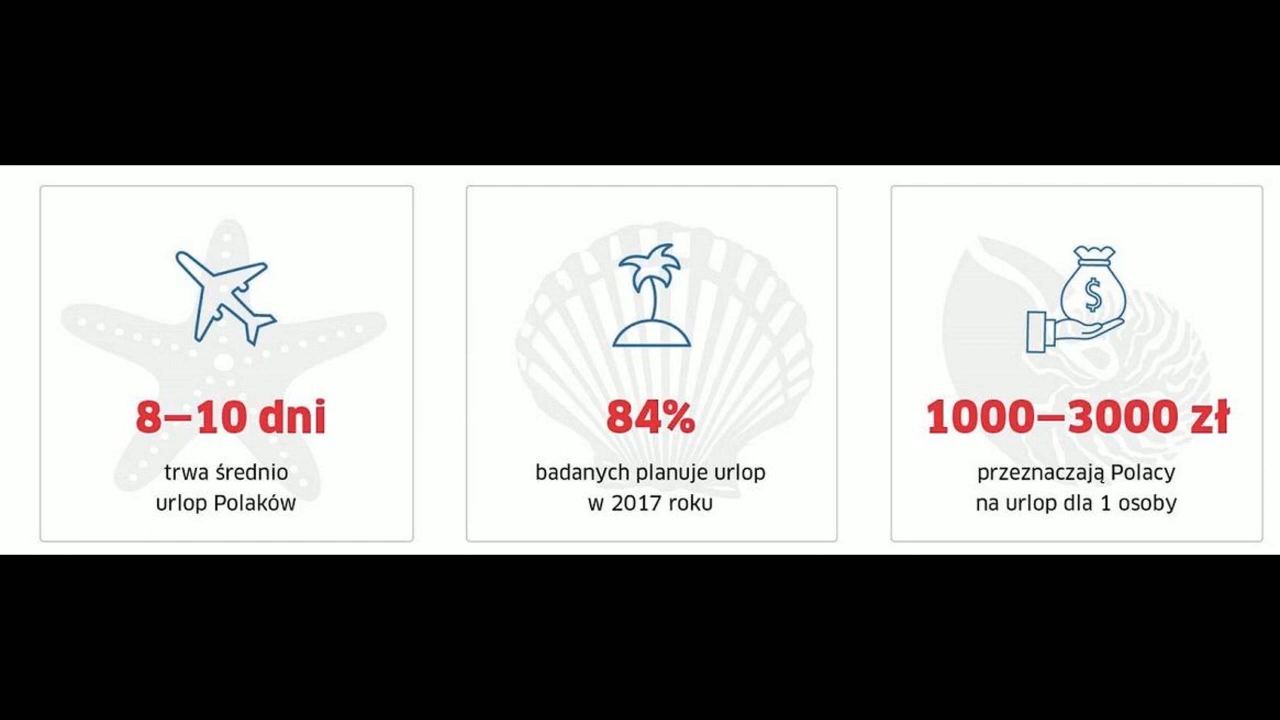 8–10 dni
trwa średnio
urlop Polaków
84%
badanych planuje urlop
w 2017 roku
$
1000–3000 zł
przeznaczają Polacy
na urlop dla 1 osoby